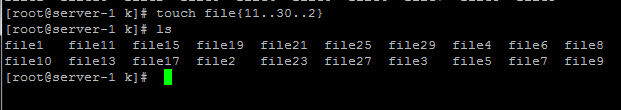 [root@server-1 k]# touch file{11..30..2}
[root@server-1 k]# ls
file1   file11  file15  file19  file21  file25  file29  file4  file6  file8
file10  file13  file17  file2   file23  file27  file3   file5  file7  file9
[root@server-1 k]#